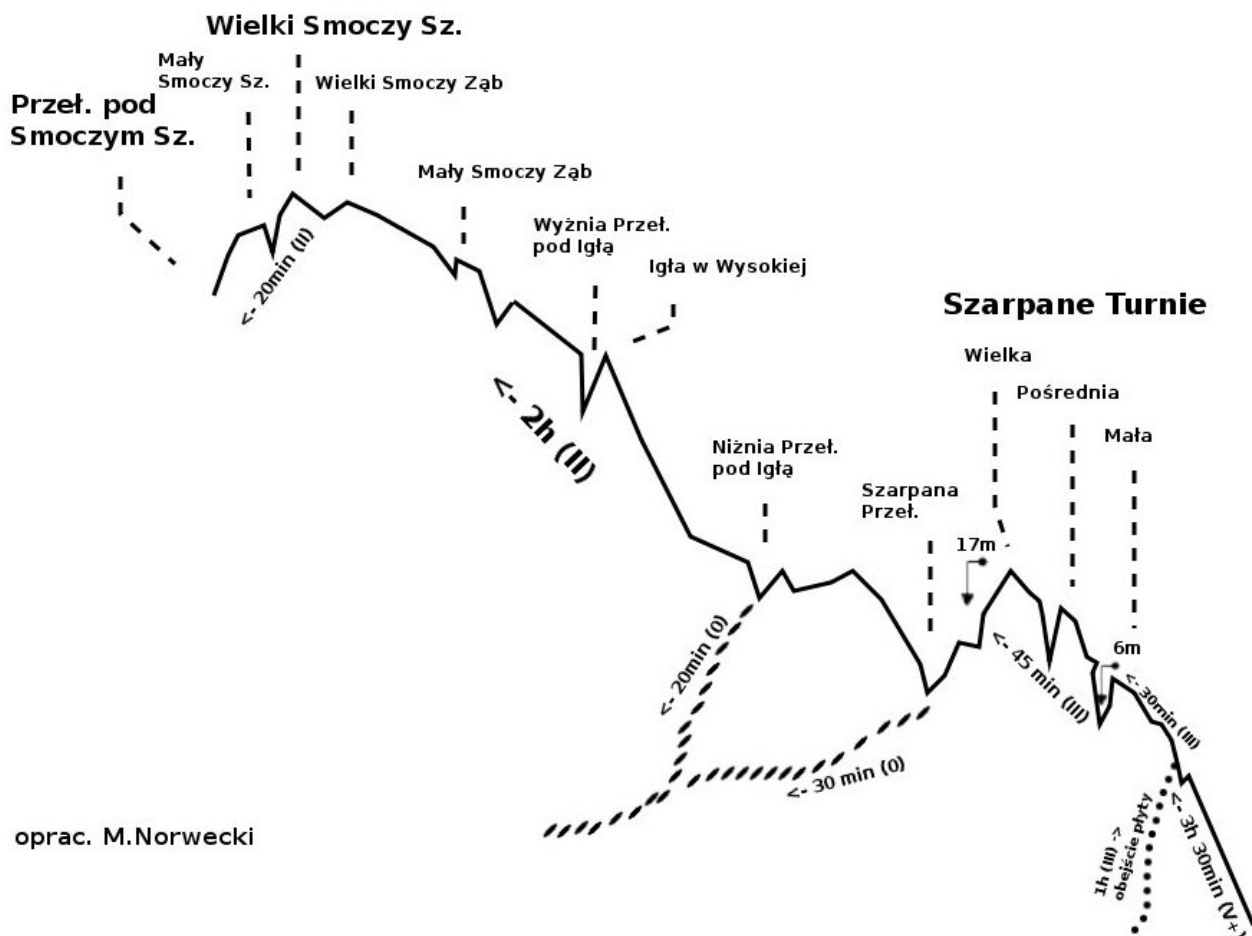 Wielki Smoczy Sz.
Mały
Smoczy Sz.
Wielki Smoczy Ząb
Przeł. pod
Smoczym Sz.
Mały Smoczy Ząb
Wyżnia Przeł.
pod Igłą
Igła w Wysokiej
<- 20min (II)
Szarpane Turnie
Wielka
Pośrednia
Mała
<- 2h (II)
Niżnia Przeł.
pod Igłą
Szarpana
Przeł.
17m
6m
<- 20min (0)
<- 45 min (III)
<- 30min (III)
<- 30 min (0)
1h (III) ->
obejście płyty
<- 3h 30min (V+)
oprac. M.Norwecki